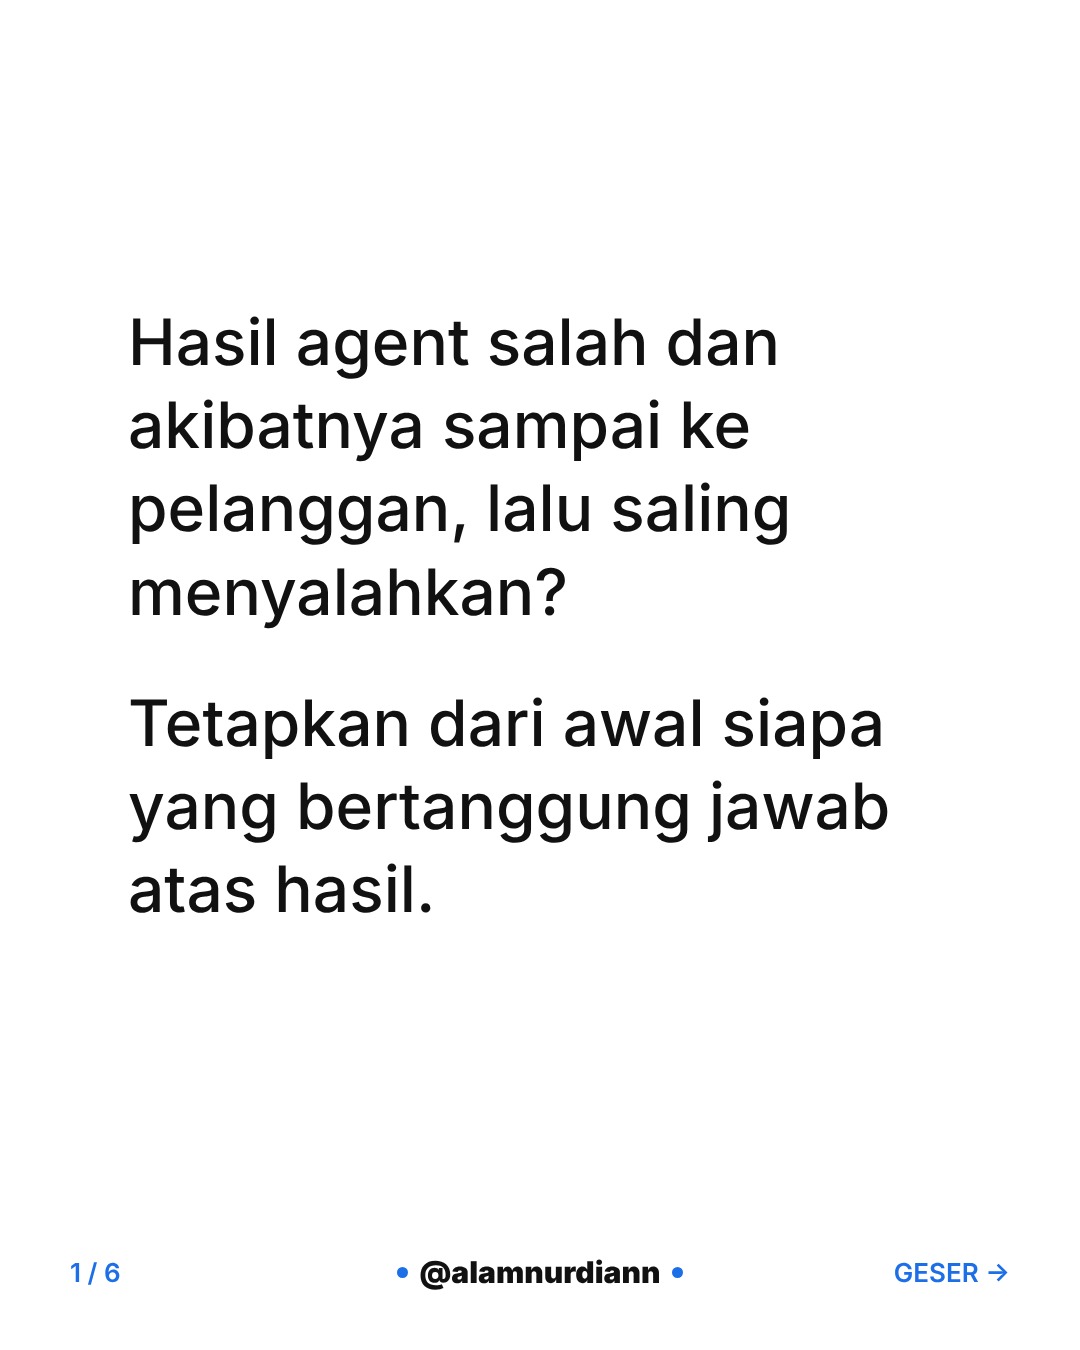 Hasil agent salah dan
akibatnya sampai ke
pelanggan, lalu saling
menyalahkan?
Tetapkan dari awal siapa
yang bertanggung jawab
atas hasil.
1 / 6
• @alamnurdiann •
GESER →